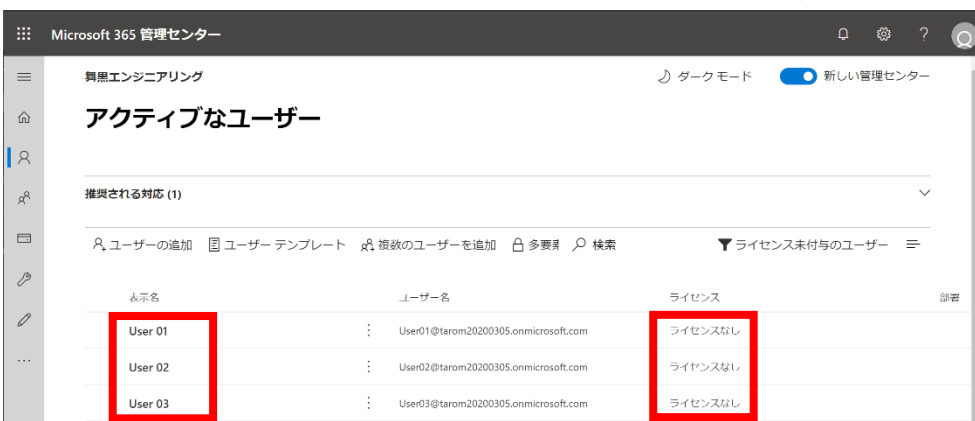 Microsoft 365 管理センター
?
舞黒エンジニアリング ダーク モード 新しい管理センター
アクティブなユーザー
推奨される対応 (1)
ユーザーの追加 ユーザー テンプレート 複数のユーザーを追加 多要 検索 ライセンス未付与のユーザー
表示名 ユーザー名 ライセンス 部署
User 01 User01@tarom20200305.onmicrosoft.com ライセンスなし
User 02 User02@tarom20200305.onmicrosoft.com ライセンスなし
User 03 User03@tarom20200305.onmicrosoft.com ライセンスなし